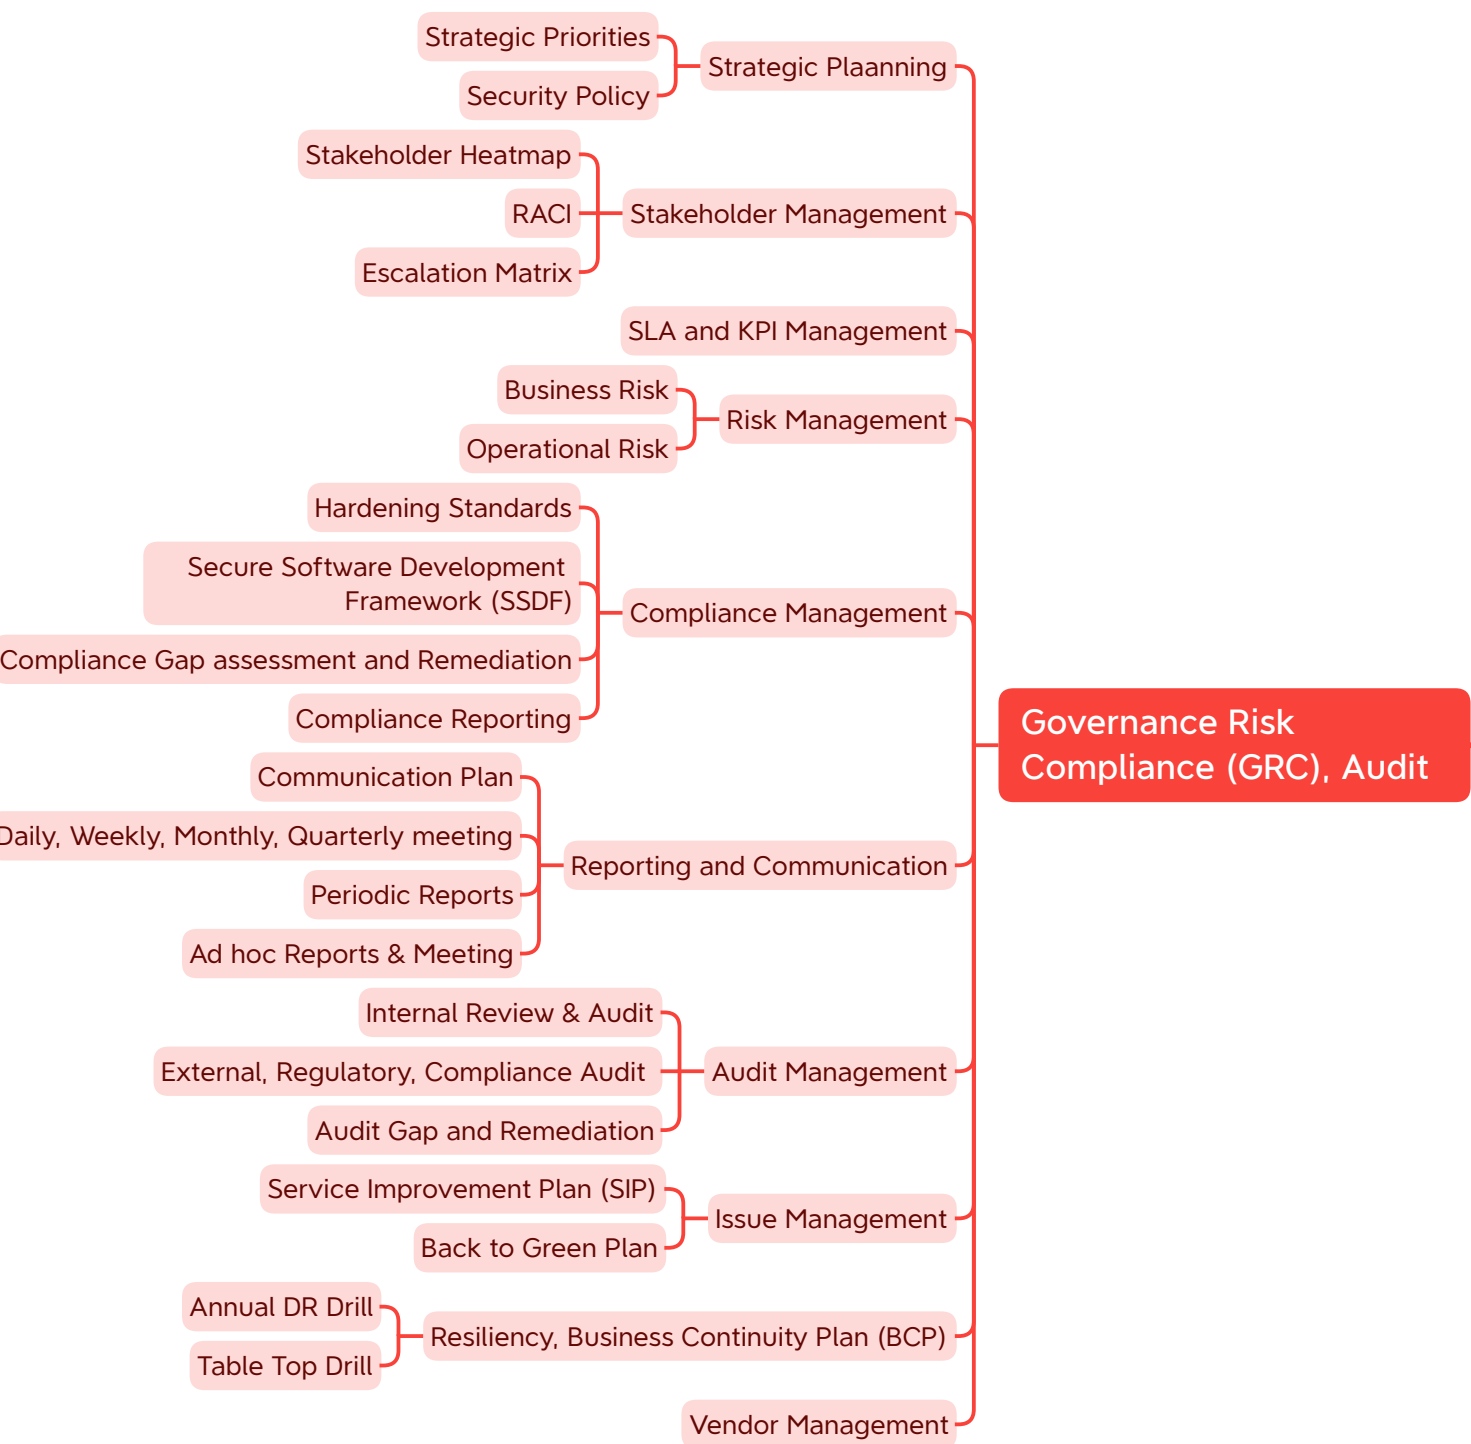 Strategic Priorities
Strategic Plaanning
Security Policy
Stakeholder Heatmap
RACI
Stakeholder Management
Escalation Matrix
SLA and KPI Management
Business Risk
Risk Management
Operational Risk
Hardening Standards
Secure Software Development
Framework (SSDF)
Compliance Management
Compliance Gap assessment and Remediation
Compliance Reporting
Governance Risk
Compliance (GRC), Audit
Communication Plan
Daily, Weekly, Monthly, Quarterly meeting
Reporting and Communication
Periodic Reports
Ad hoc Reports & Meeting
Internal Review & Audit
External, Regulatory, Compliance Audit
Audit Management
Audit Gap and Remediation
Service Improvement Plan (SIP)
Issue Management
Back to Green Plan
Annual DR Drill
Resiliency, Business Continuity Plan (BCP)
Table Top Drill
Vendor Management